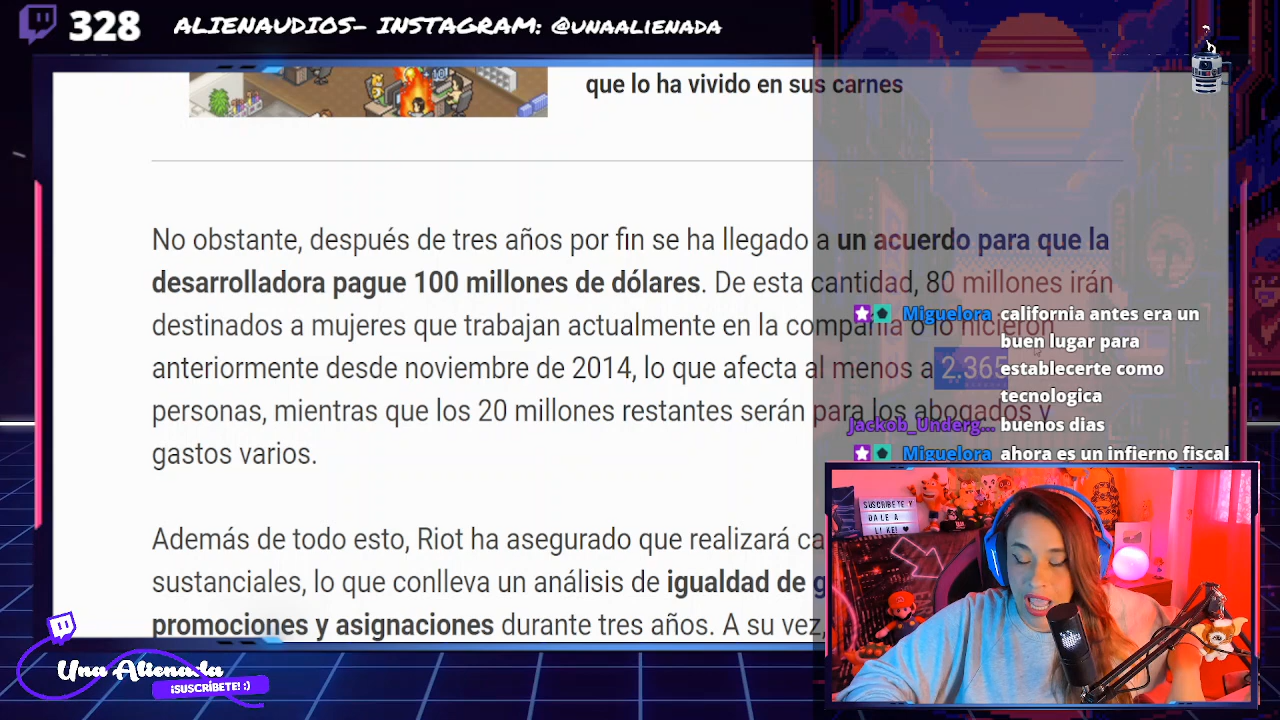 328
ALIENAUDIOS- INSTAGRAM: @UNAALIENADA
que lo ha vivido en sus carnes
No obstante, después de tres años por fin se ha llegado a un acuerdo para que la
desarrolladora pague 100 millones de dólares. De esta cantidad, 80 millones irán
destinados a mujeres que trabajan actualmente en la compañía o lo hicieron
anteriormente desde noviembre de 2014, lo que afecta al menos a 2.365
personas, mientras que los 20 millones restantes serán para los abogados y
gastos varios.
Además de todo esto, Riot ha asegurado que realizará
sustanciales, lo que conlleva un análisis de igualdad de
promociones y asignaciones durante tres años. A su vez,
Miguelora california antes era un
buen lugar para
establecerte como
tecnologica
Jackob_Underg... buenos dias
Miguelora ahora es un infierno fiscal
SUSCRIBETE Y
DALE A
LIKE! ♥
Una Alienada
¡SUSCRÍBETE! :)